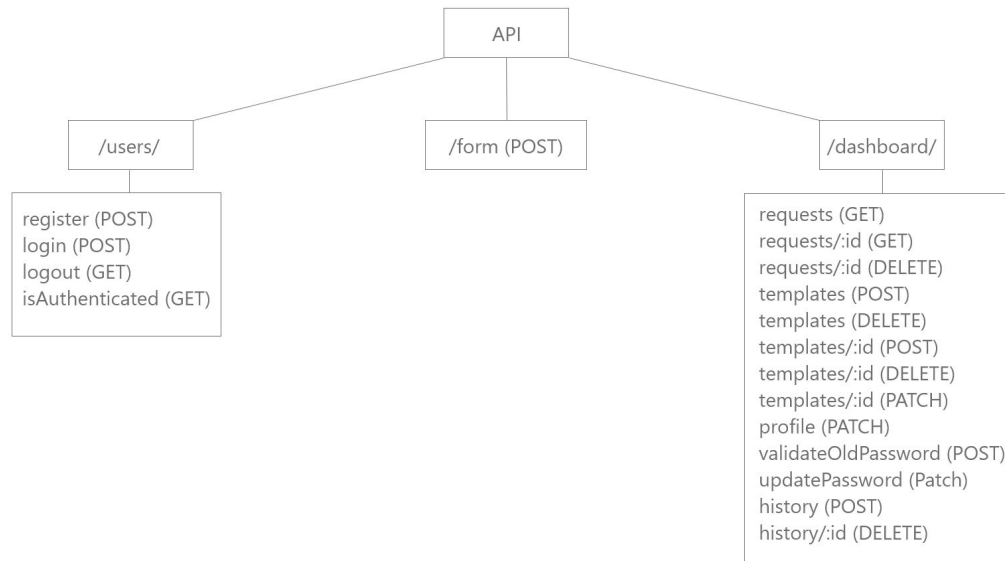 API
/users/
/form (POST)
/dashboard/
register (POST)
login (POST)
logout (GET)
isAuthenticated (GET)
requests (GET)
requests/:id (GET)
requests/:id (DELETE)
templates (POST)
templates (DELETE)
templates/:id (POST)
templates/:id (DELETE)
templates/:id (PATCH)
profile (PATCH)
validateOldPassword (POST)
updatePassword (Patch)
history (POST)
history/:id (DELETE)